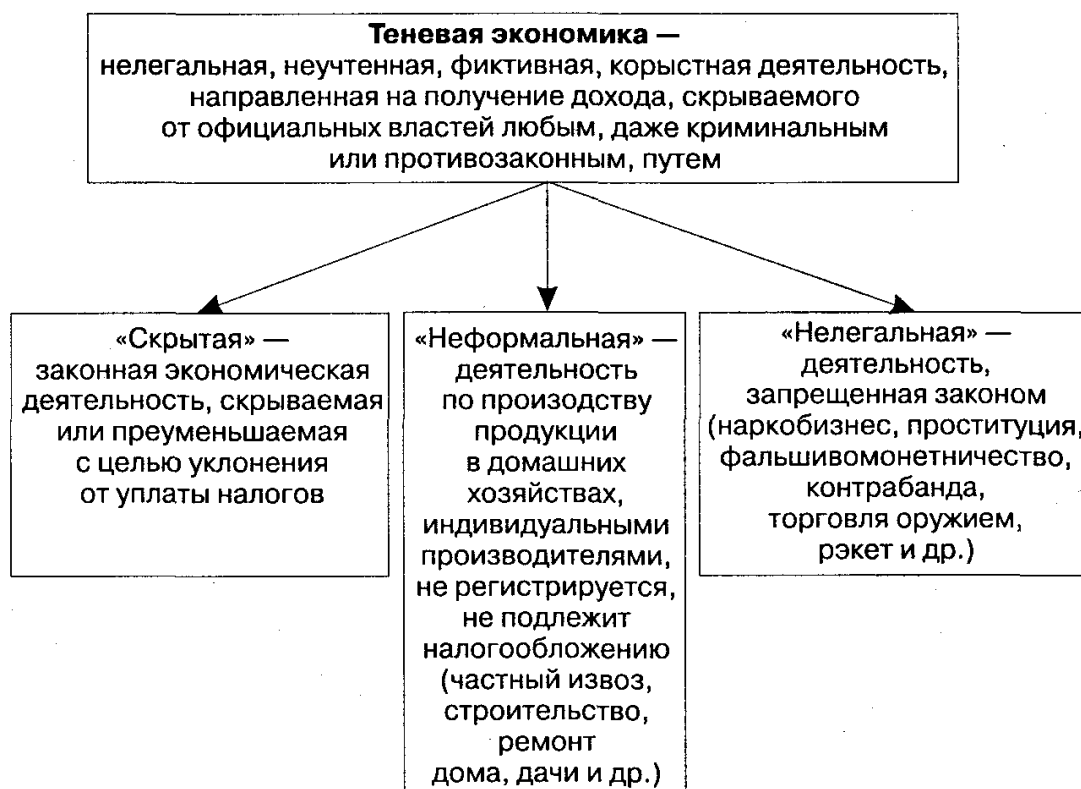 Теневая экономика —
нелегальная, неучтенная, фиктивная, корыстная деятельность,
направленная на получение дохода, скрываемого
от официальных властей любым, даже криминальным
или противозаконным, путем
«Скрытая» —
законная экономическая
деятельность, скрываемая
или преуменьшаемая
с целью уклонения
от уплаты налогов
«Неформальная» —
деятельность
по произодству
продукции
в домашних
хозяйствах,
индивидуальными
производителями,
не регистрируется,
не подлежит
налогообложению
(частный извоз,
строительство,
ремонт
дома, дачи и др.)
«Нелегальная» —
деятельность,
запрещенная законом
(наркобизнес, проституция,
фальшивомонетничество,
контрабанда,
торговля оружием,
рэкет и др.)